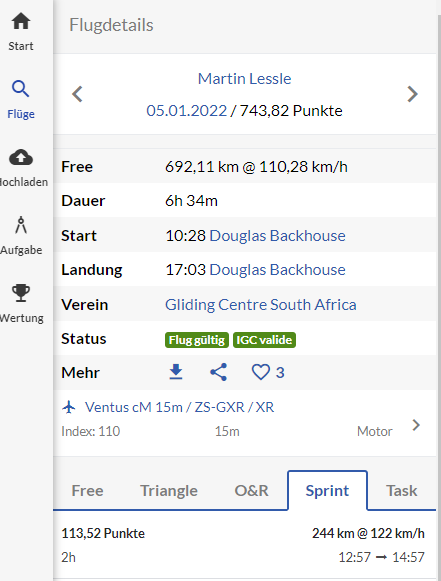 Flugdetails
Start
Flüge
Hochladen
Aufgabe
Wertung
Martin Lessle
05.01.2022 / 743,82 Punkte
Free 692,11 km @ 110,28 km/h
Dauer 6h 34m
Start 10:28 Douglas Backhouse
Landung 17:03 Douglas Backhouse
Verein Gliding Centre South Africa
Status Flug gültig IGC valide
Mehr 3
Ventus cM 15m / ZS-GXR / XR
Index: 110 15m Motor
Free Triangle O&R Sprint Task
113,52 Punkte 244 km @ 122 km/h
2h 12:57 ➞ 14:57